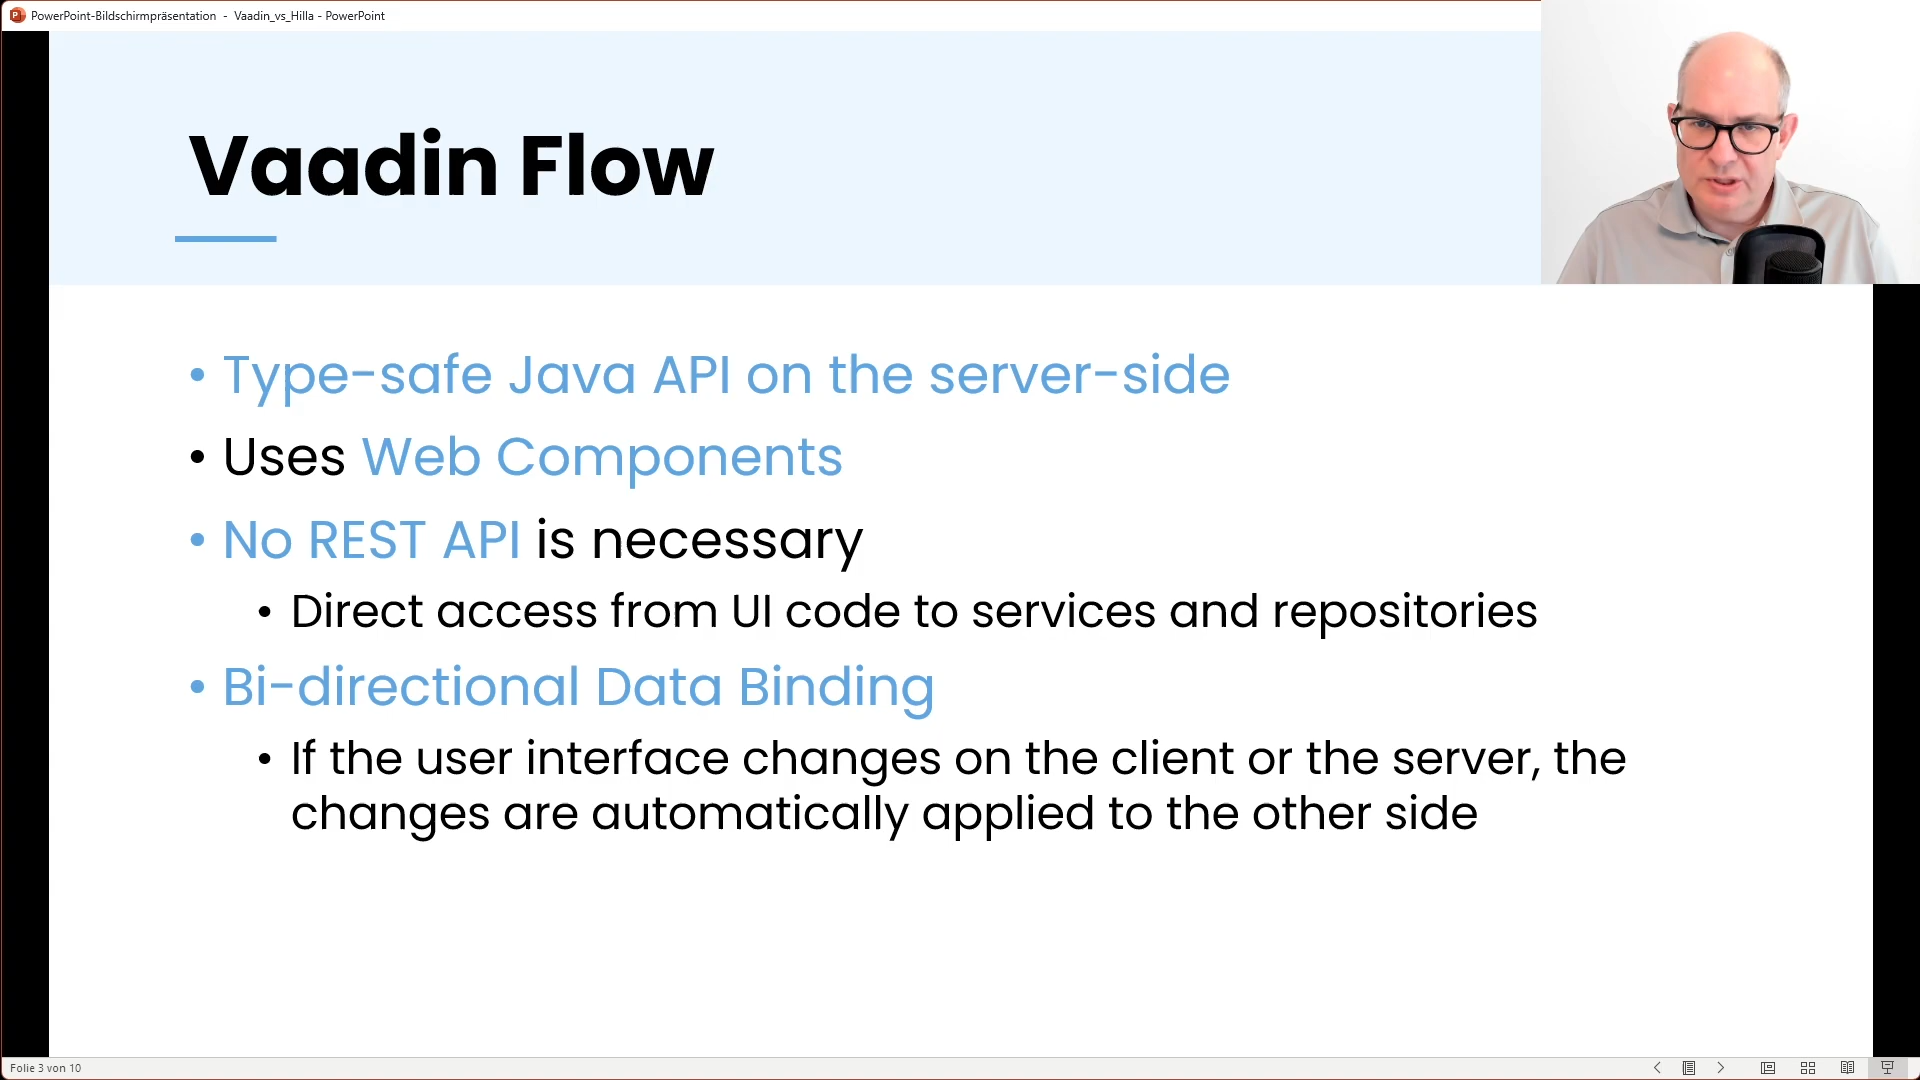 PowerPoint-Bildschirmpräsentation - Vaadin_vs_Hilla - PowerPoint
Vaadin Flow
• Type-safe Java API on the server-side
• Uses Web Components
• No REST API is necessary
• Direct access from UI code to services and repositories
• Bi-directional Data Binding
• If the user interface changes on the client or the server, the
changes are automatically applied to the other side
Folie 3 von 10